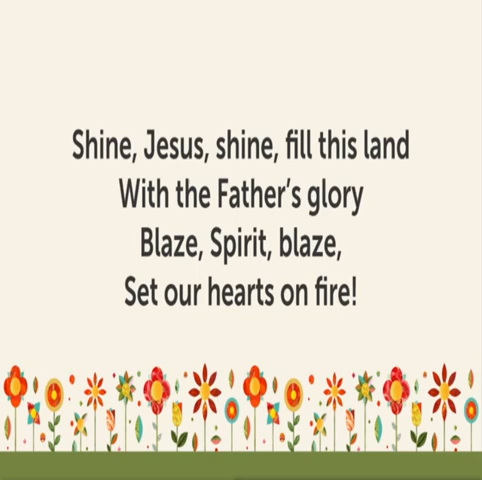 Shine, Jesus, shine, fill this land
With the Father's glory
Blaze, Spirit, blaze,
Set our hearts on fire!